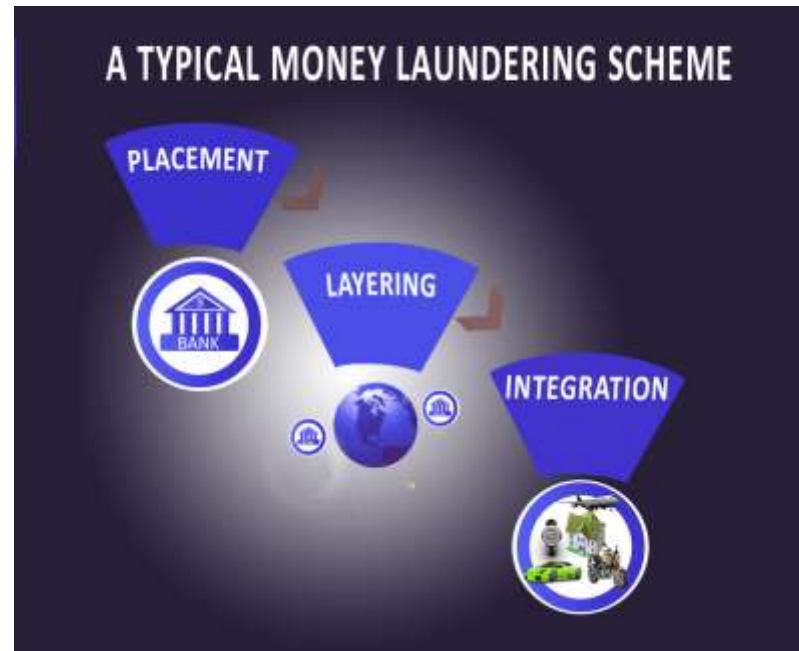 A TYPICAL MONEY LAUNDERING SCHEME
PLACEMENT
BANK
LAYERING
INTEGRATION